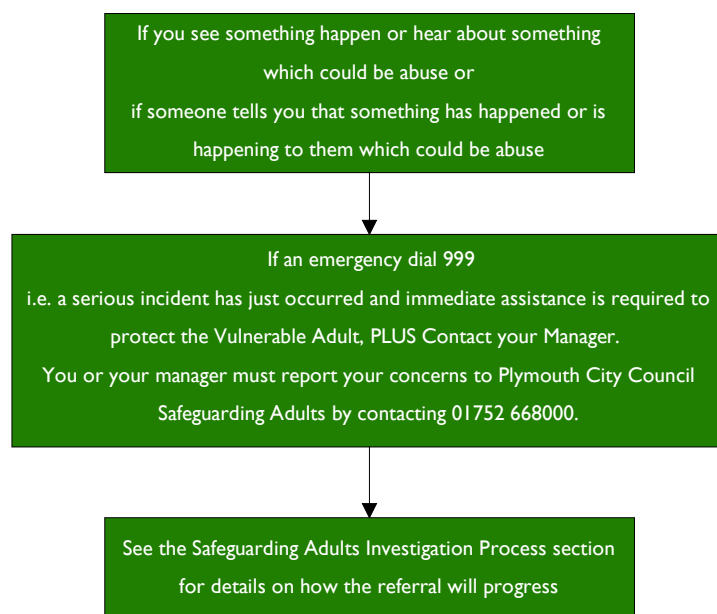 If you see something happen or hear about something
which could be abuse or
if someone tells you that something has happened or is
happening to them which could be abuse
If an emergency dial 999
i.e. a serious incident has just occurred and immediate assistance is required to
protect the Vulnerable Adult, PLUS Contact your Manager.
You or your manager must report your concerns to Plymouth City Council
Safeguarding Adults by contacting 01752 668000.
See the Safeguarding Adults Investigation Process section
for details on how the referral will progress